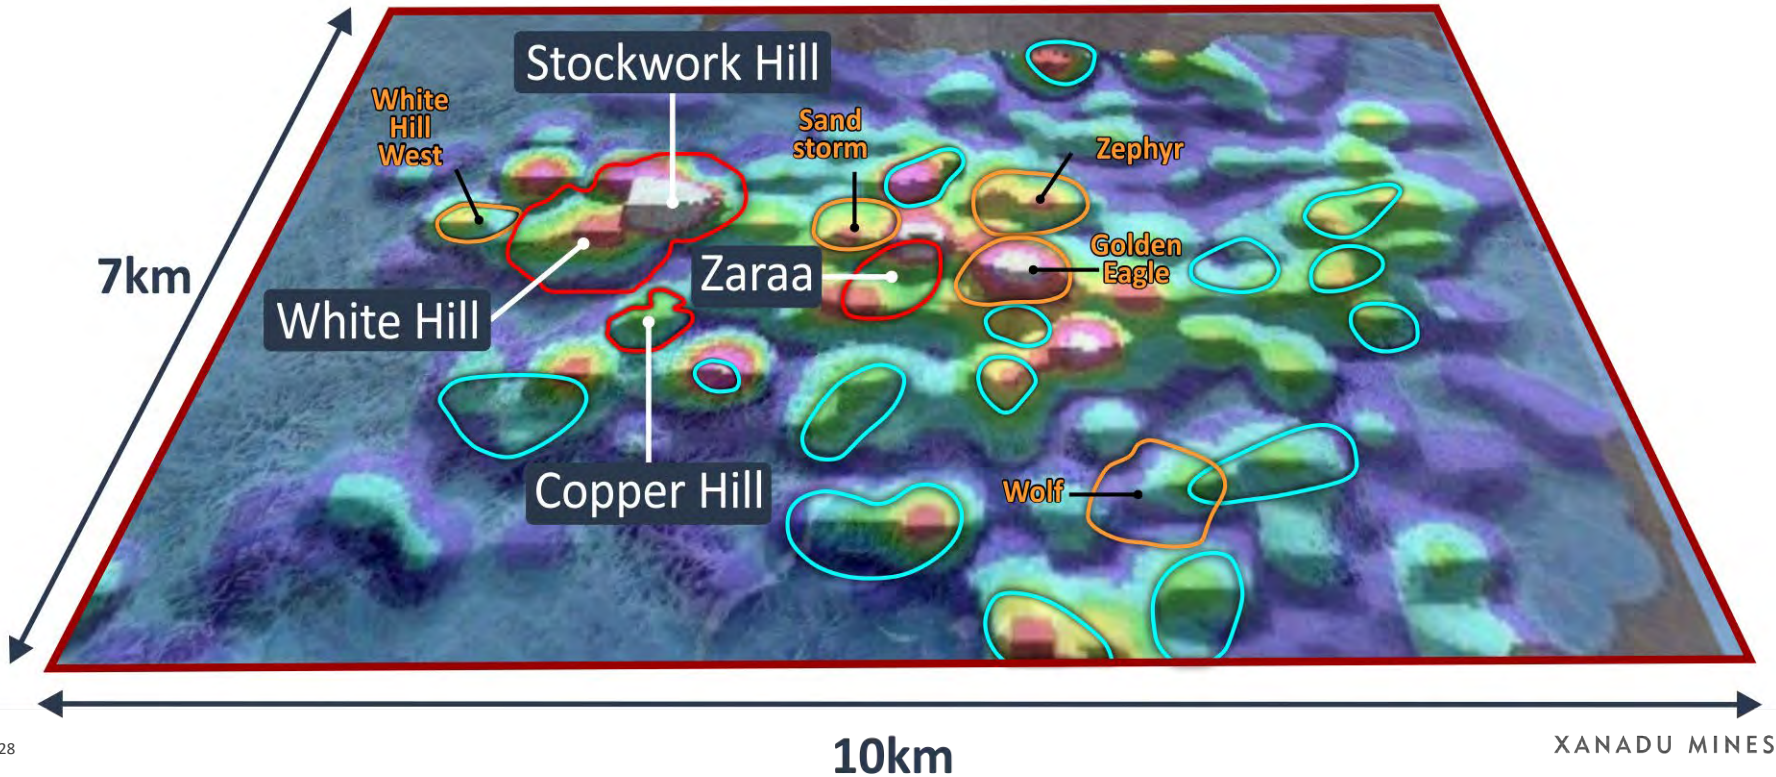 Stockwork Hill
White
Hill
West
Sand
storm
Zephyr
Golden
Eagle
Zaraa
7km
White Hill
Copper Hill
Wolf
28
XANADU MINES
10km